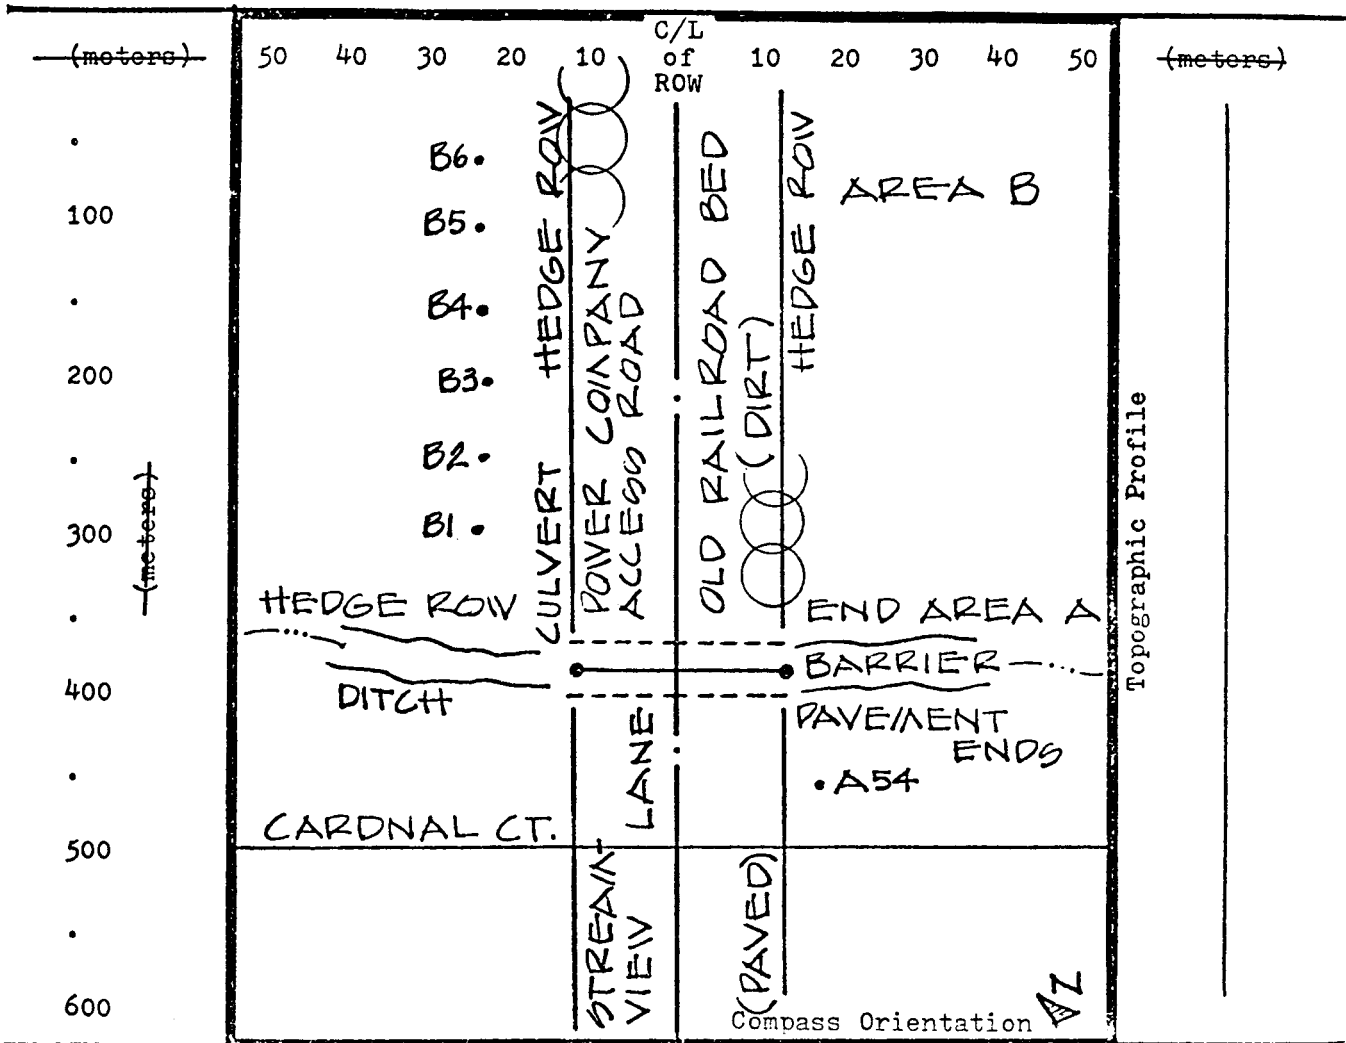 (meters) 50 40 30 20 10 C/L of ROW 10 20 30 40 50 (meters)
100
200
300
400
500
600
(meters)
B6
B5
B4
B3
B2
B1
HEDGE ROW
CULVERT
POWER COMPANY
ACCESS ROAD
OLD RAILROAD BED
(DIRT)
HEDGE ROW
AREA B
HEDGE ROW
END AREA A
BARRIER
DITCH
PAVEMENT
ENDS
A54
CARDNAL CT.
STREAM-
VIEW
LANE
(PAVED)
Compass Orientation N
Topographic Profile